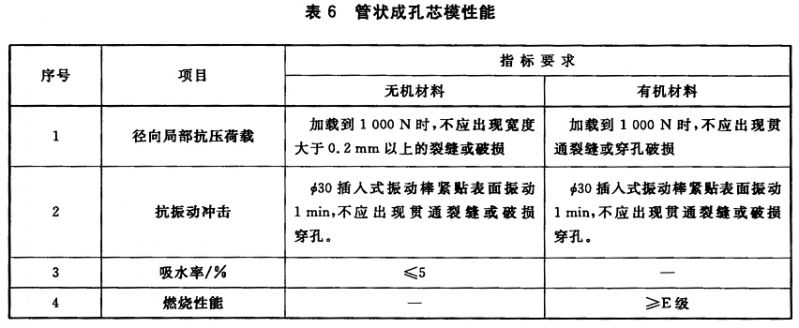 表 6 管状成孔芯模性能
序号 项目 指标要求
无机材料 有机材料
1 径向局部抗压荷载 加载到 1 000 N 时,不应出现宽度大于 0.2 mm 以上的裂缝或破损 加载到 1 000 N 时,不应出现贯通裂缝或穿孔破损
2 抗振动冲击 ϕ30 插入式振动棒紧贴表面振动 1 min,不应出现贯通裂缝或破损穿孔。 ϕ30 插入式振动棒紧贴表面振动 1 min,不应出现贯通裂缝或破损穿孔。
3 吸水率/% ≤5 —
4 燃烧性能 — ≥E 级